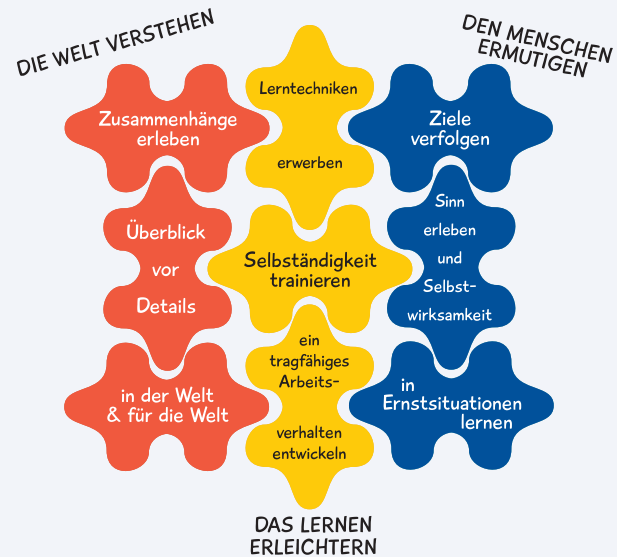 DIE WELT VERSTEHEN
DEN MENSCHEN
ERMUTIGEN
Zusammenhänge
erleben
Lerntechniken
erwerben
Ziele
verfolgen
Überblick
vor
Details
Selbständigkeit
trainieren
Sinn
erleben
und
Selbst-
wirksamkeit
in der Welt
& für die Welt
ein
tragfähiges
Arbeits-
verhalten
entwickeln
in
Ernstsituationen
lernen
DAS LERNEN
ERLEICHTERN